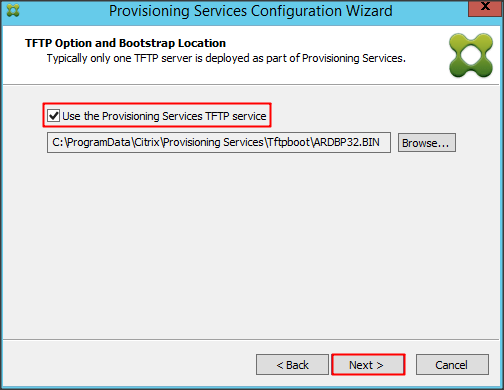 Provisioning Services Configuration Wizard
X
TFTP Option and Bootstrap Location
Typically only one TFTP server is deployed as part of Provisioning Services.
Use the Provisioning Services TFTP service
C:\ProgramData\Citrix\Provisioning Services\Tftpboot\ARDBP32.BIN
Browse...
< Back
Next >
Cancel